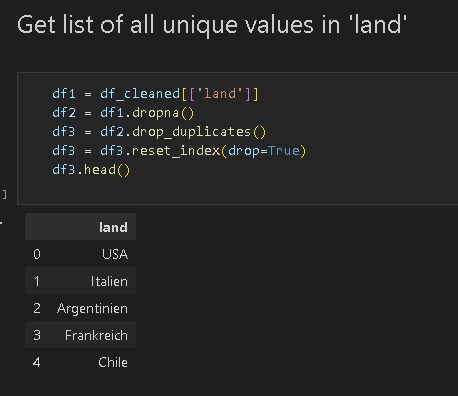 Get list of all unique values in 'land'
df1 = df_cleaned[['land']]
df2 = df1.dropna()
df3 = df2.drop_duplicates()
df3 = df3.reset_index(drop=True)
df3.head()
]
land
0 USA
1 Italien
2 Argentinien
3 Frankreich
4 Chile